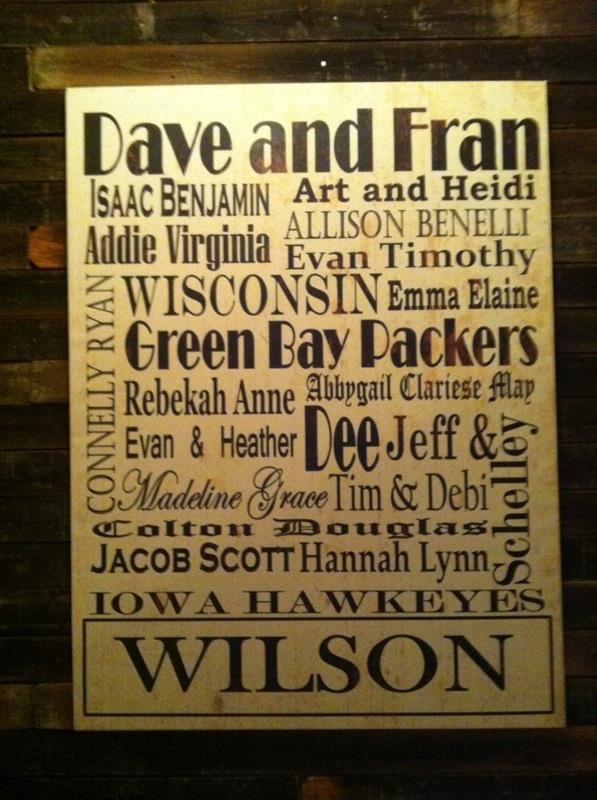 Dave and Fran
ISAAC BENJAMIN
Art and Heidi
ALLISON BENELLI
Addie Virginia
Evan Timothy
CONNELLY RYAN
WISCONSIN
Emma Elaine
Green Bay Packers
Rebekah Anne
Abbygail Clariese May
Evan & Heather
Dee
Jeff &
Schelley
Madeline Grace
Tim & Debi
Colton Douglas
JACOB SCOTT
Hannah Lynn
IOWA HAWKEYES
WILSON